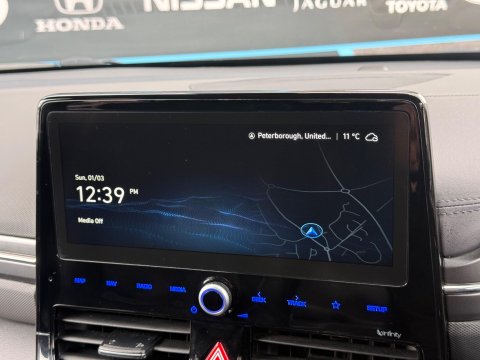 HONDA
NISSAN
JAGUAR
TOYOTA
Peterborough, United... | 11 °C
Sun, 01/03
12:39 PM
Media Off
MAP
NAV
RADIO
MEDIA
SEEK
TRACK
SETUP
infinity